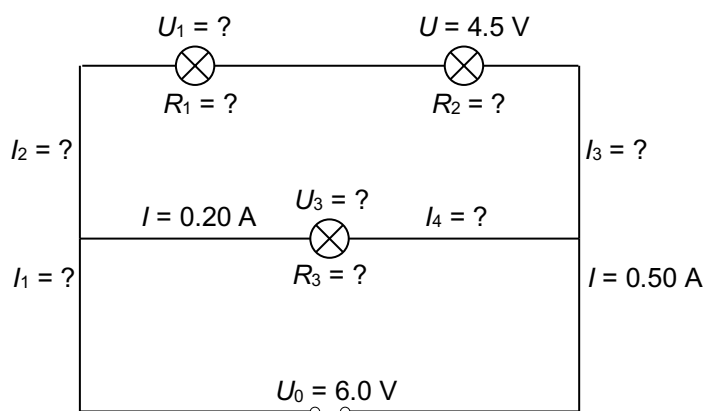 U₁ = ?
U = 4.5 V
R₁ = ?
R₂ = ?
I₂ = ?
I₃ = ?
U₃ = ?
I = 0.20 A
I₄ = ?
I₁ = ?
R₃ = ?
I = 0.50 A
U₀ = 6.0 V